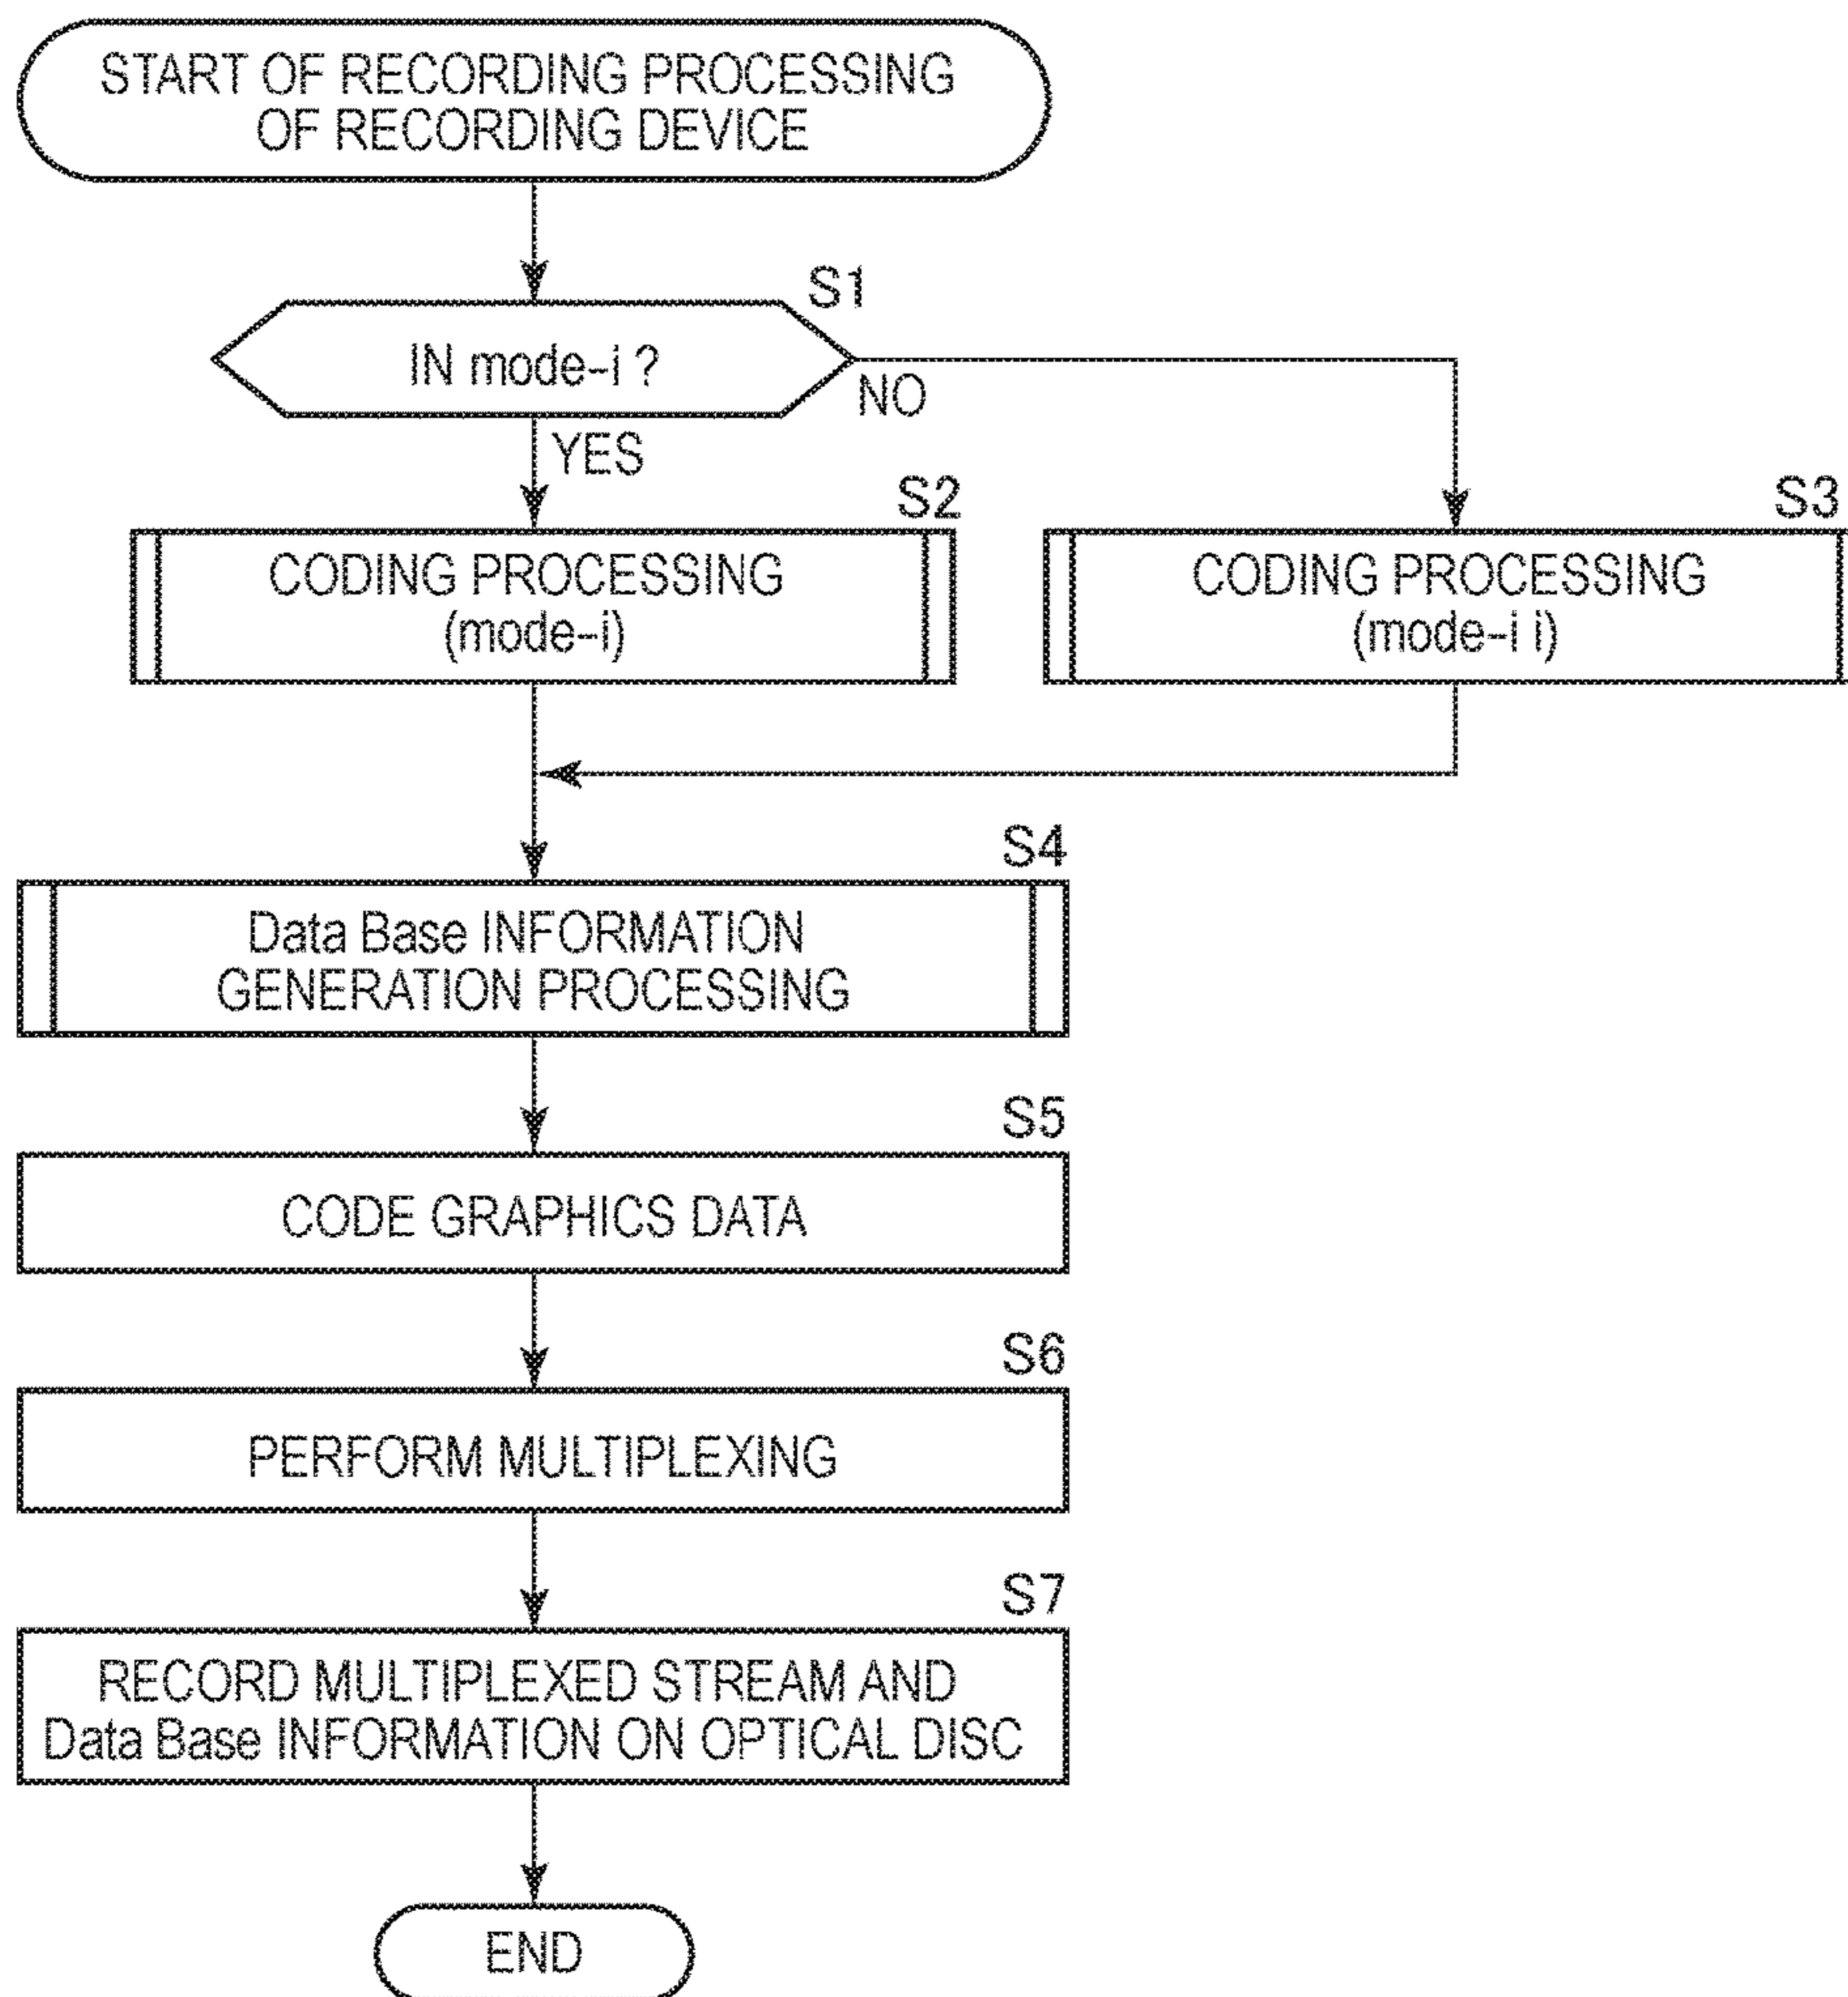 START OF RECORDING PROCESSING
OF RECORDING DEVICE
S1
IN mode-i ?
NO
YES
S2
S3
CODING PROCESSING
(mode-i)
CODING PROCESSING
(mode-i i)
S4
Data Base INFORMATION
GENERATION PROCESSING
S5
CODE GRAPHICS DATA
S6
PERFORM MULTIPLEXING
S7
RECORD MULTIPLEXED STREAM AND
Data Base INFORMATION ON OPTICAL DISC
END